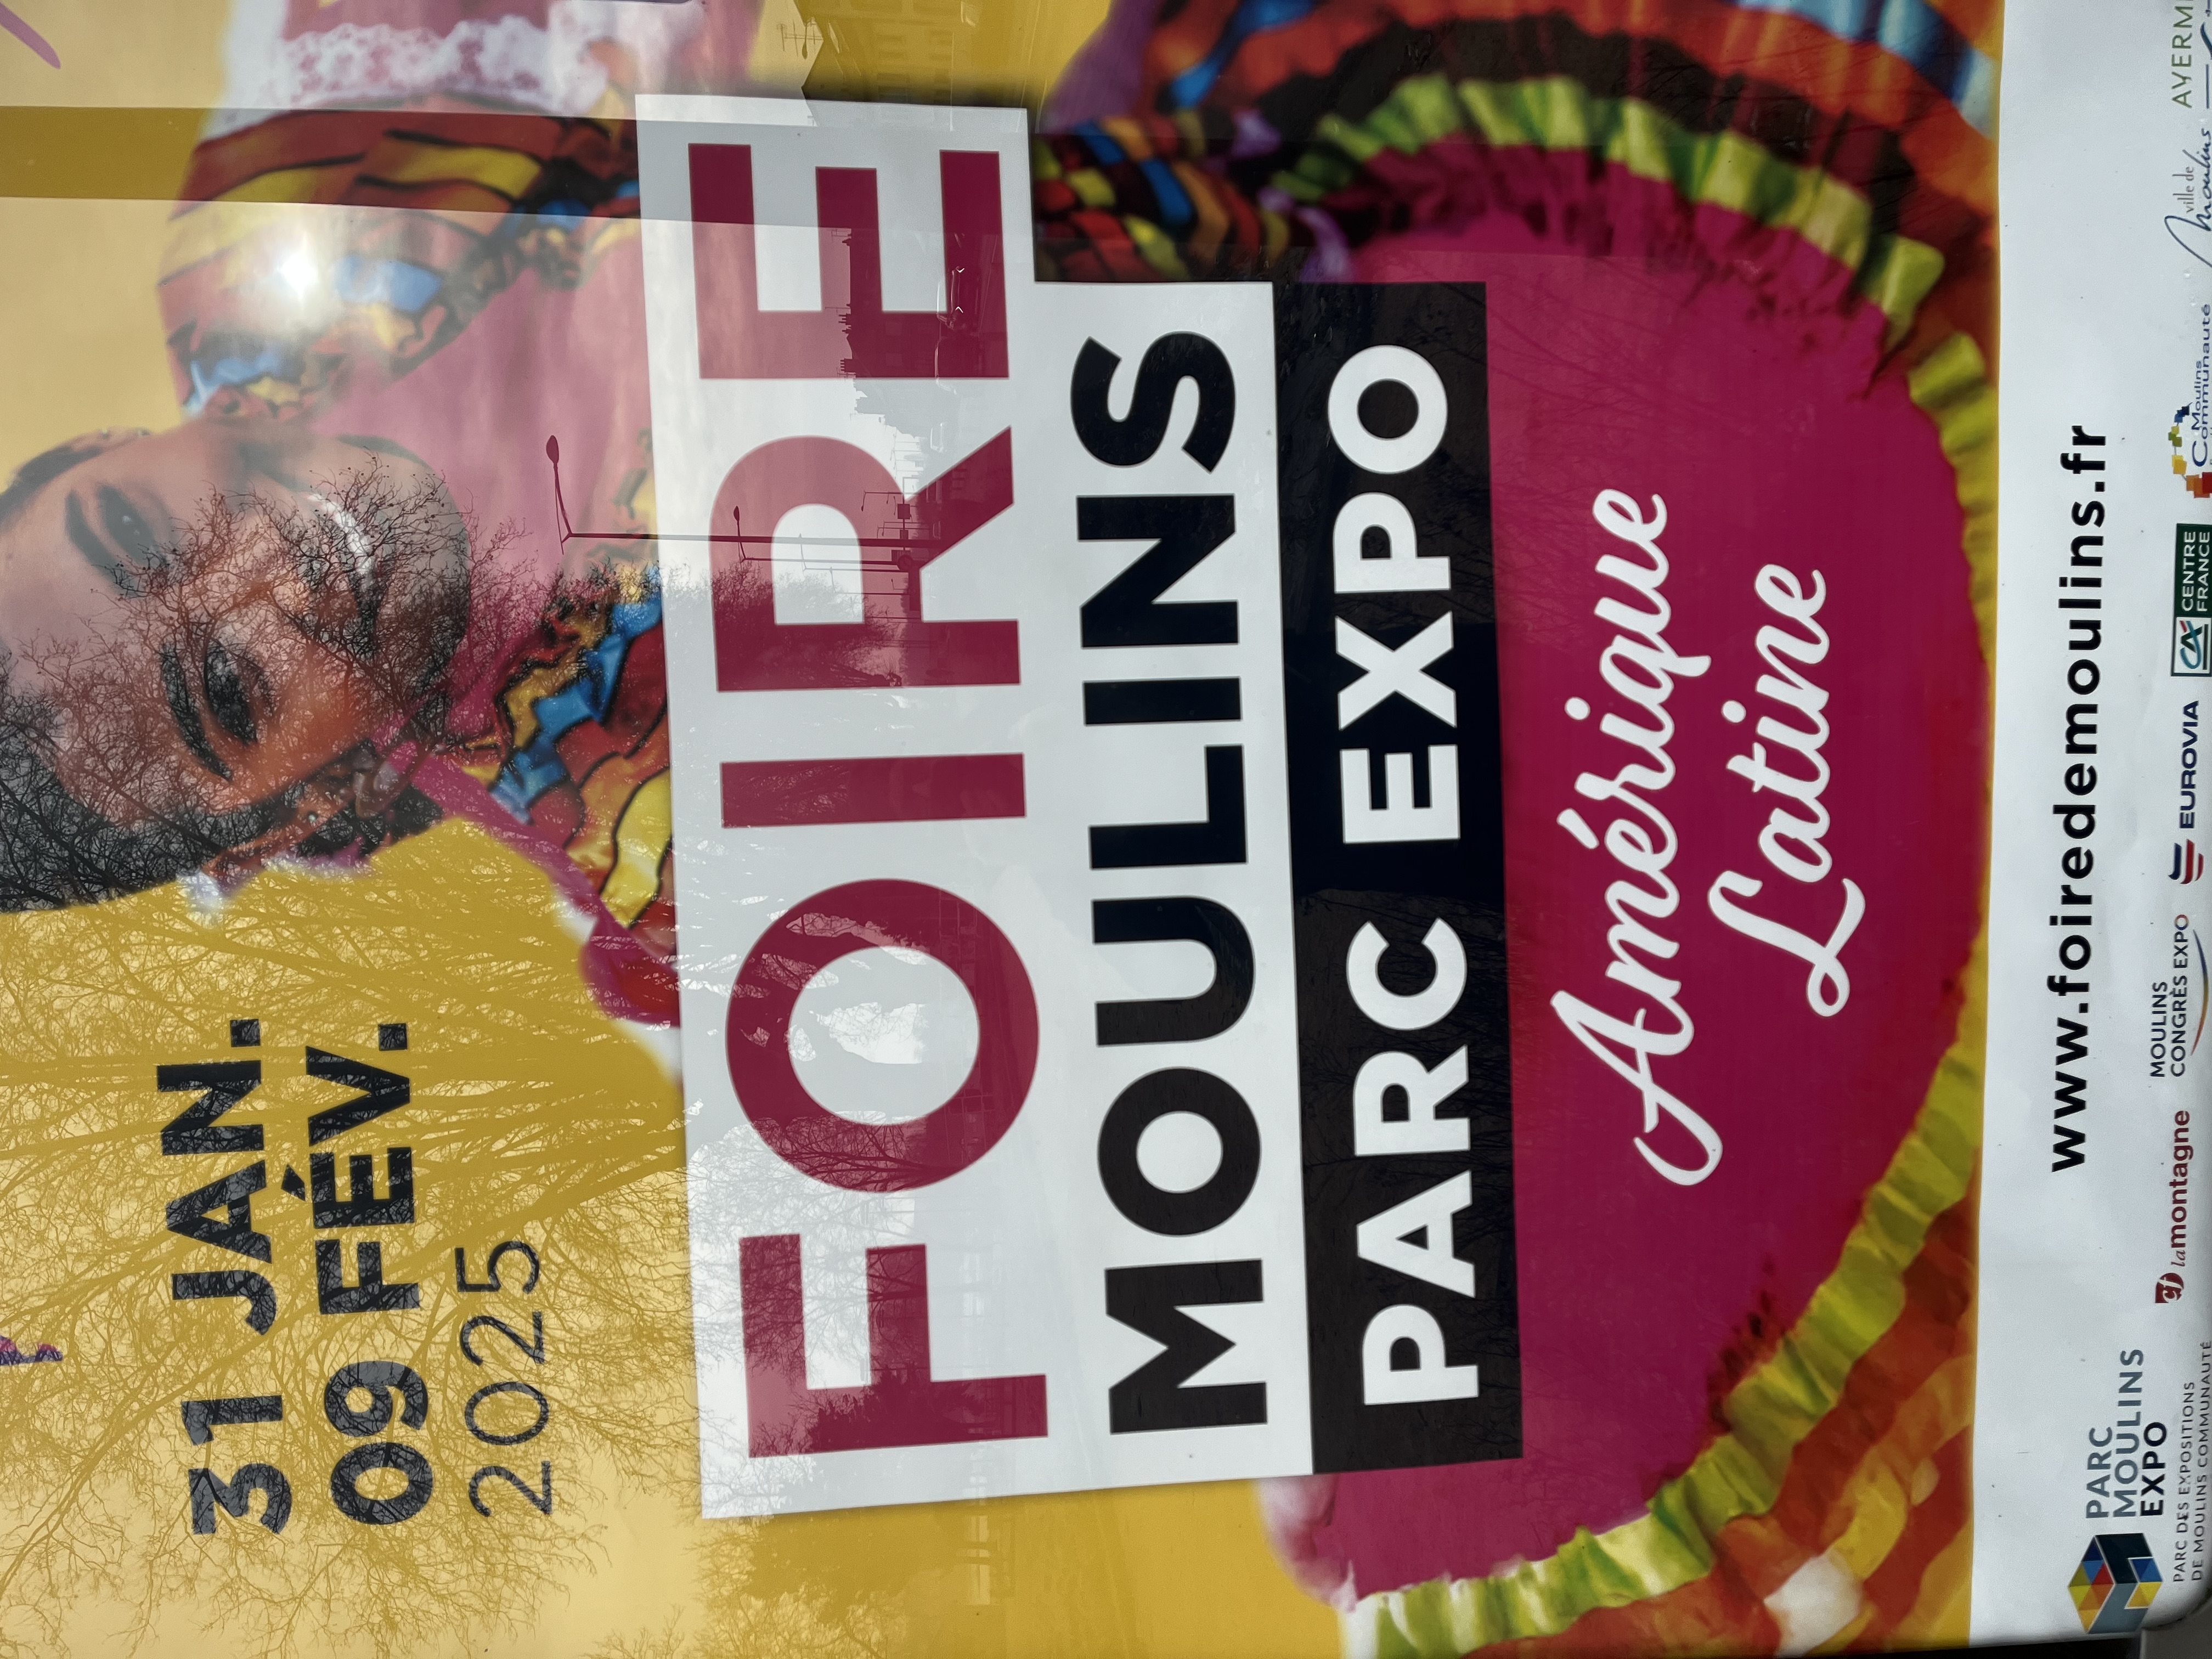 31 JAN.
09 FÉV.
2025
FOIRE
MOULINS
PARC EXPO
Amérique
Latine
www.foiredemoulins.fr
PARC
MOULINS
EXPO
PARC DES EXPOSITIONS
DE MOULINS COMMUNAUTÉ
la montagne
MOULINS
CONGRÈS EXPO
EUROVIA
CA CENTRE
FRANCE
Moulins
Communauté
ville de
Moulins